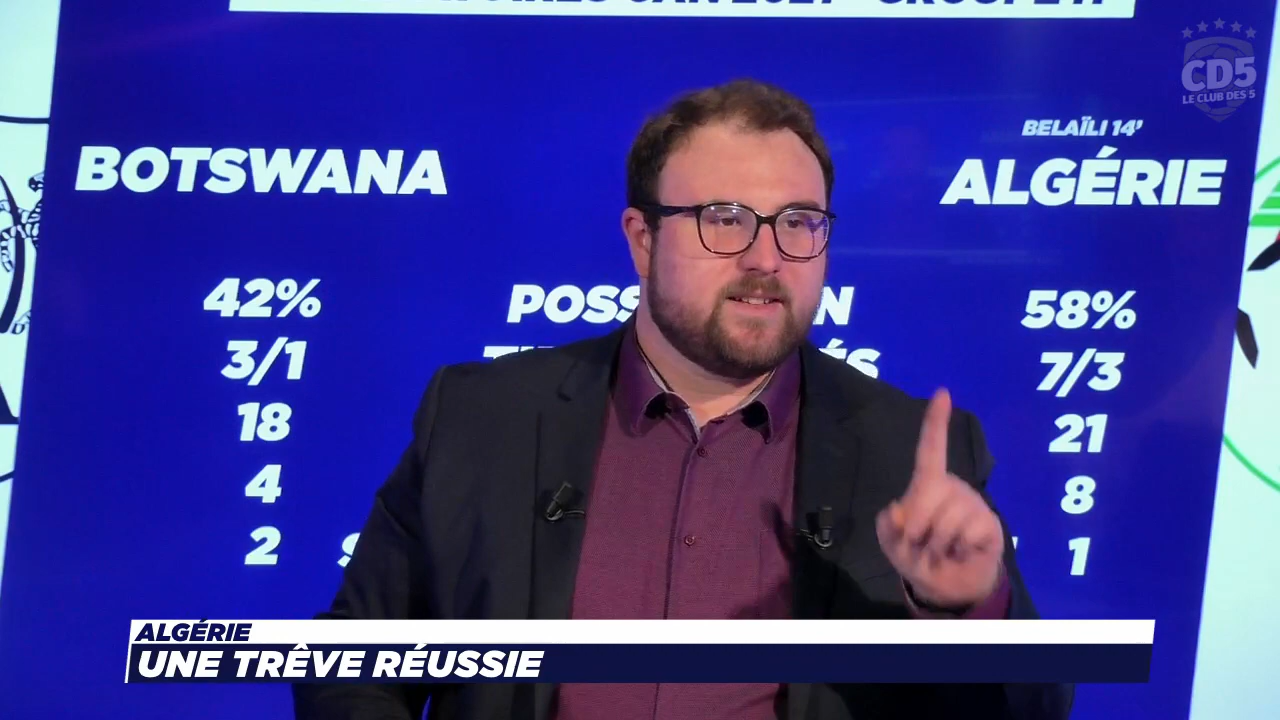 CD5
LE CLUB DES 5
BELAÏLI 14'
BOTSWANA
ALGÉRIE
42%
58%
3/1
7/3
18
21
4
8
2
1
ALGÉRIE
UNE TRÊVE RÉUSSIE